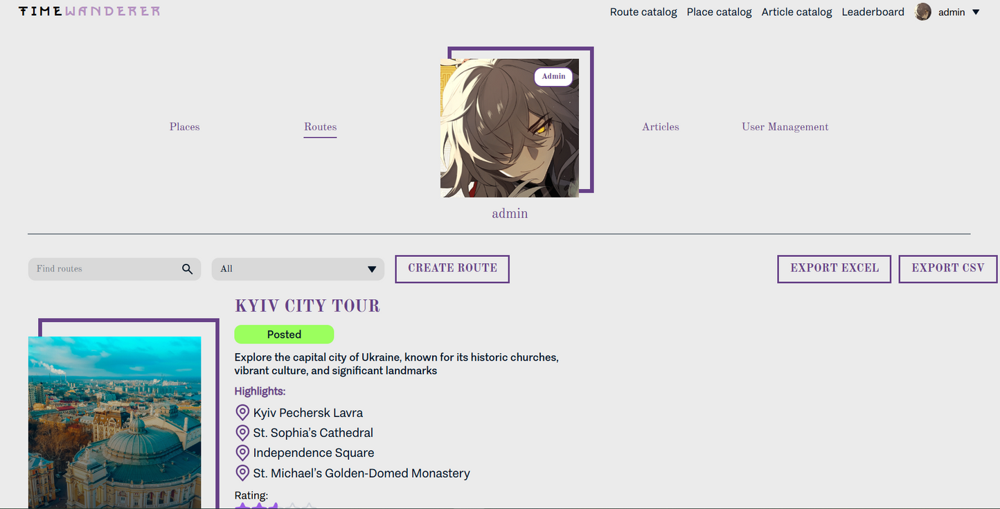 TIMEWANDERER
Route catalog Place catalog Article catalog Leaderboard admin
Admin
Places Routes Articles User Management
admin
Find routes All CREATE ROUTE EXPORT EXCEL EXPORT CSV
KYIV CITY TOUR
Posted
Explore the capital city of Ukraine, known for its historic churches,
vibrant culture, and significant landmarks
Highlights:
Kyiv Pechersk Lavra
St. Sophia's Cathedral
Independence Square
St. Michael's Golden-Domed Monastery
Rating: